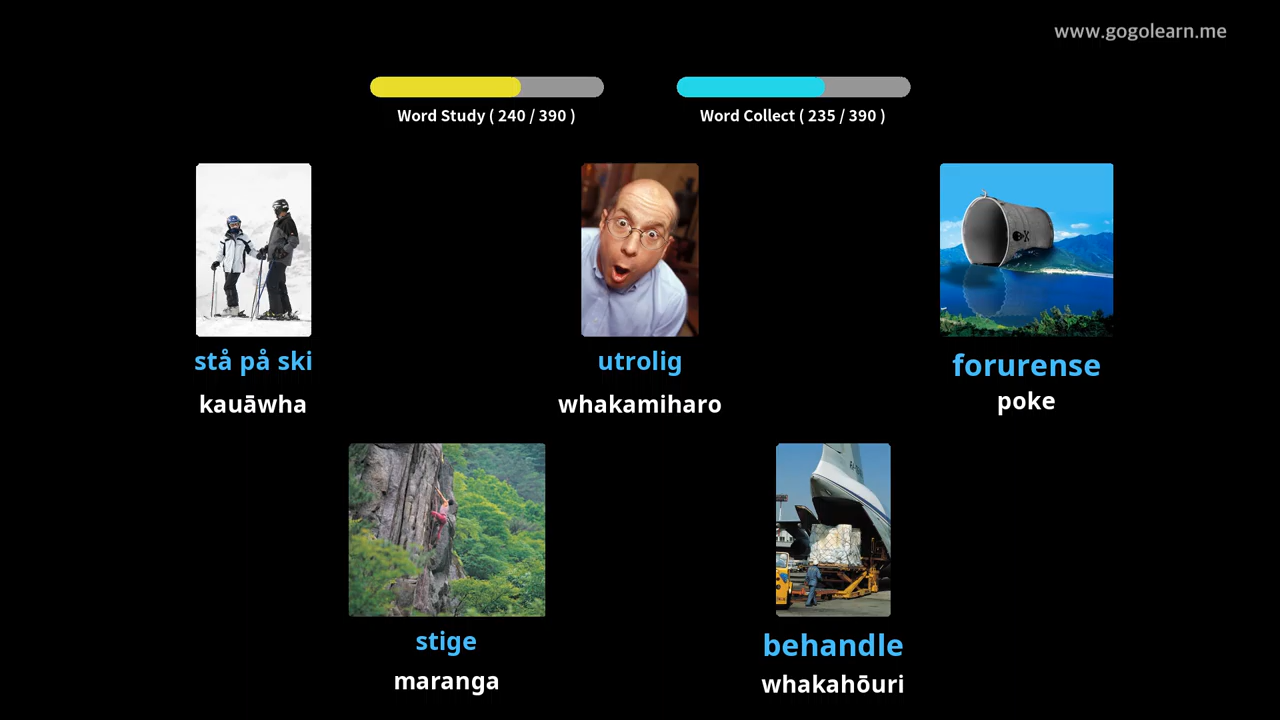 www.gogolearn.me
Word Study ( 240 / 390 )
Word Collect ( 235 / 390 )
stå på ski
utrolig
forurense
kauāwha
whakamiharo
poke
stige
behandle
maranga
whakahōuri